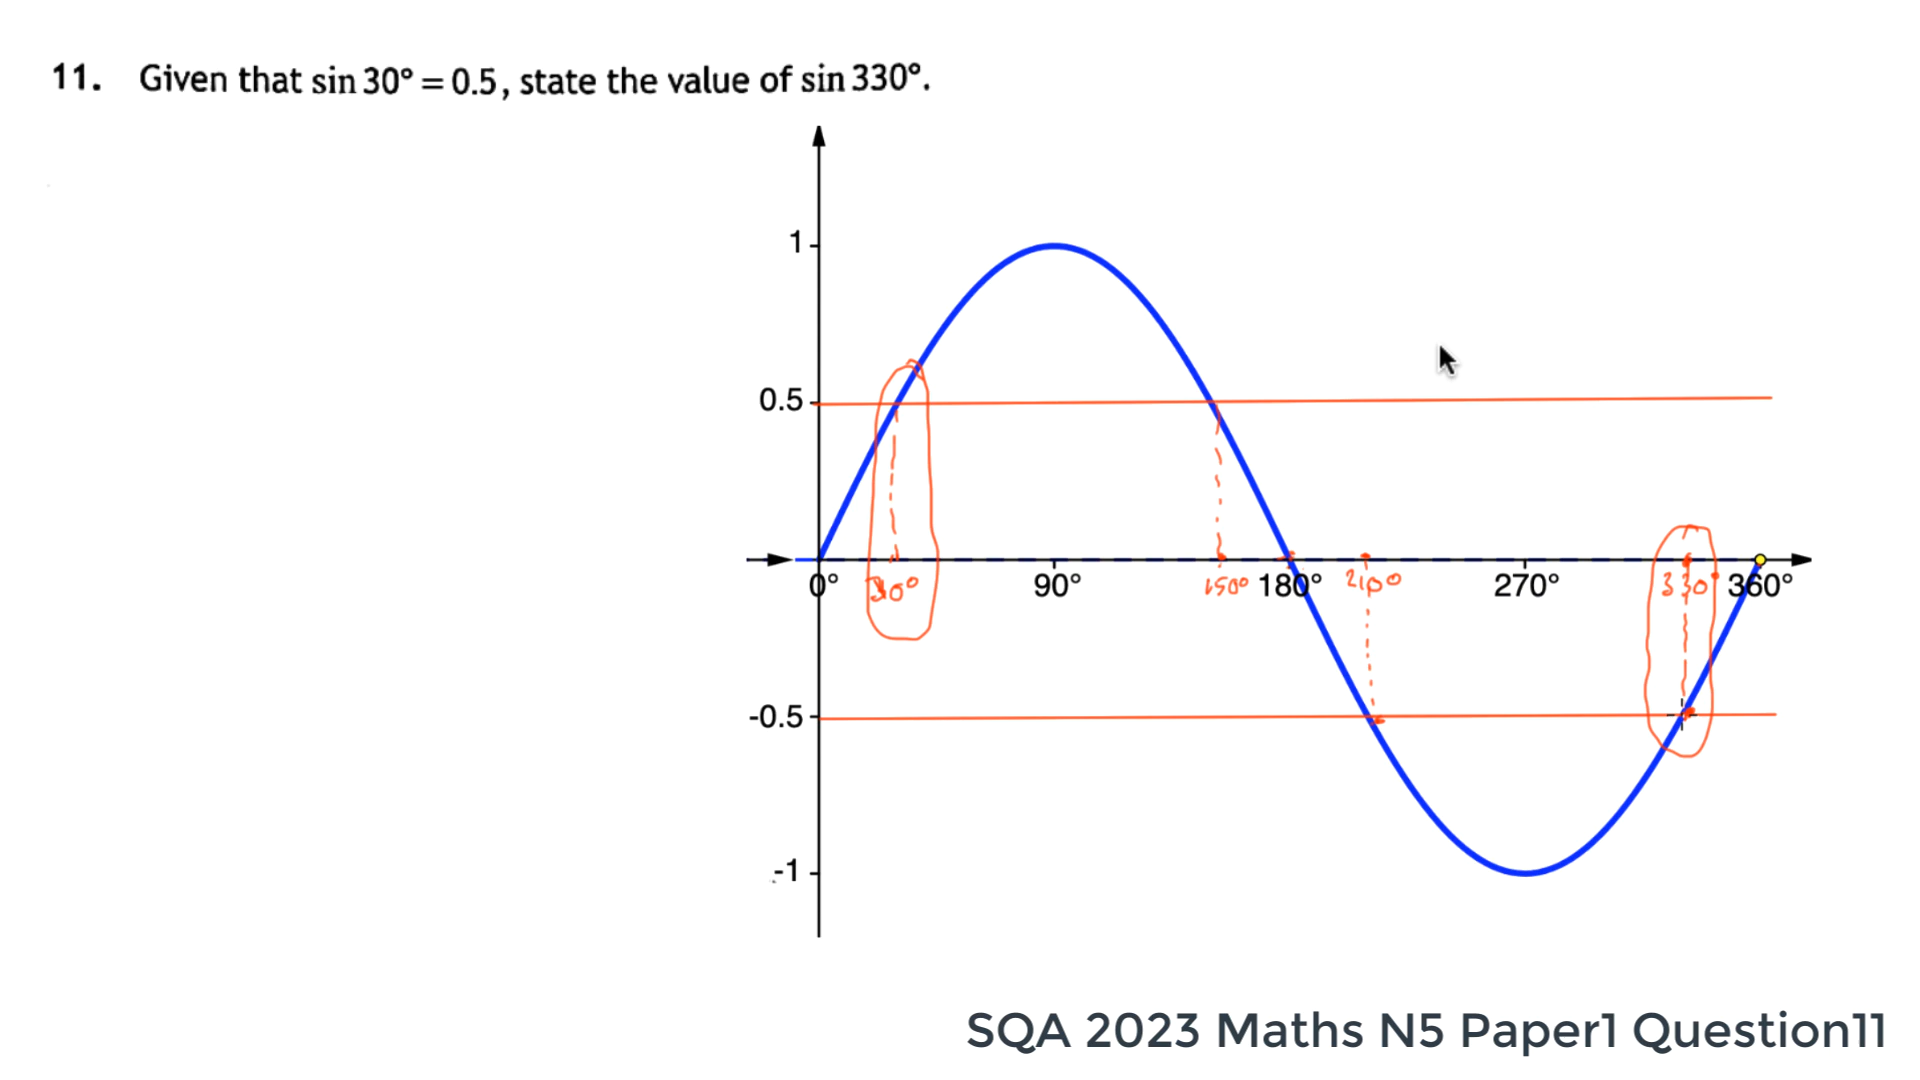 11. Given that sin 30° = 0.5, state the value of sin 330°.
1
0.5
0° 30° 90° 150° 180° 210° 270° 330° 360°
-0.5
-1
SQA 2023 Maths N5 Paper1 Question11